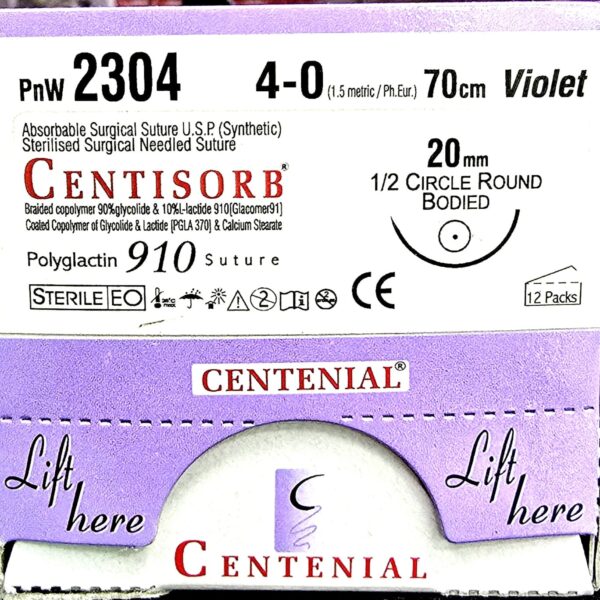 PnW 2304 4-0 (1.5 metric / Ph.Eur.) 70cm Violet
Absorbable Surgical Suture U.S.P. (Synthetic)
Sterilised Surgical Needled Suture
CENTISORB®
Braided copolymer 90%glycolide & 10%l-lactide 910[Glacomer91]
Coated Copolymer of Glycolide & Lactide [PGLA 370] & Calcium Stearate
Polyglactin 910 Suture
20mm
1/2 CIRCLE ROUND
BODIED
STERILE EO
CE
12 Packs
CENTENIAL®
Lift
here
Lift
here
CENTENIAL